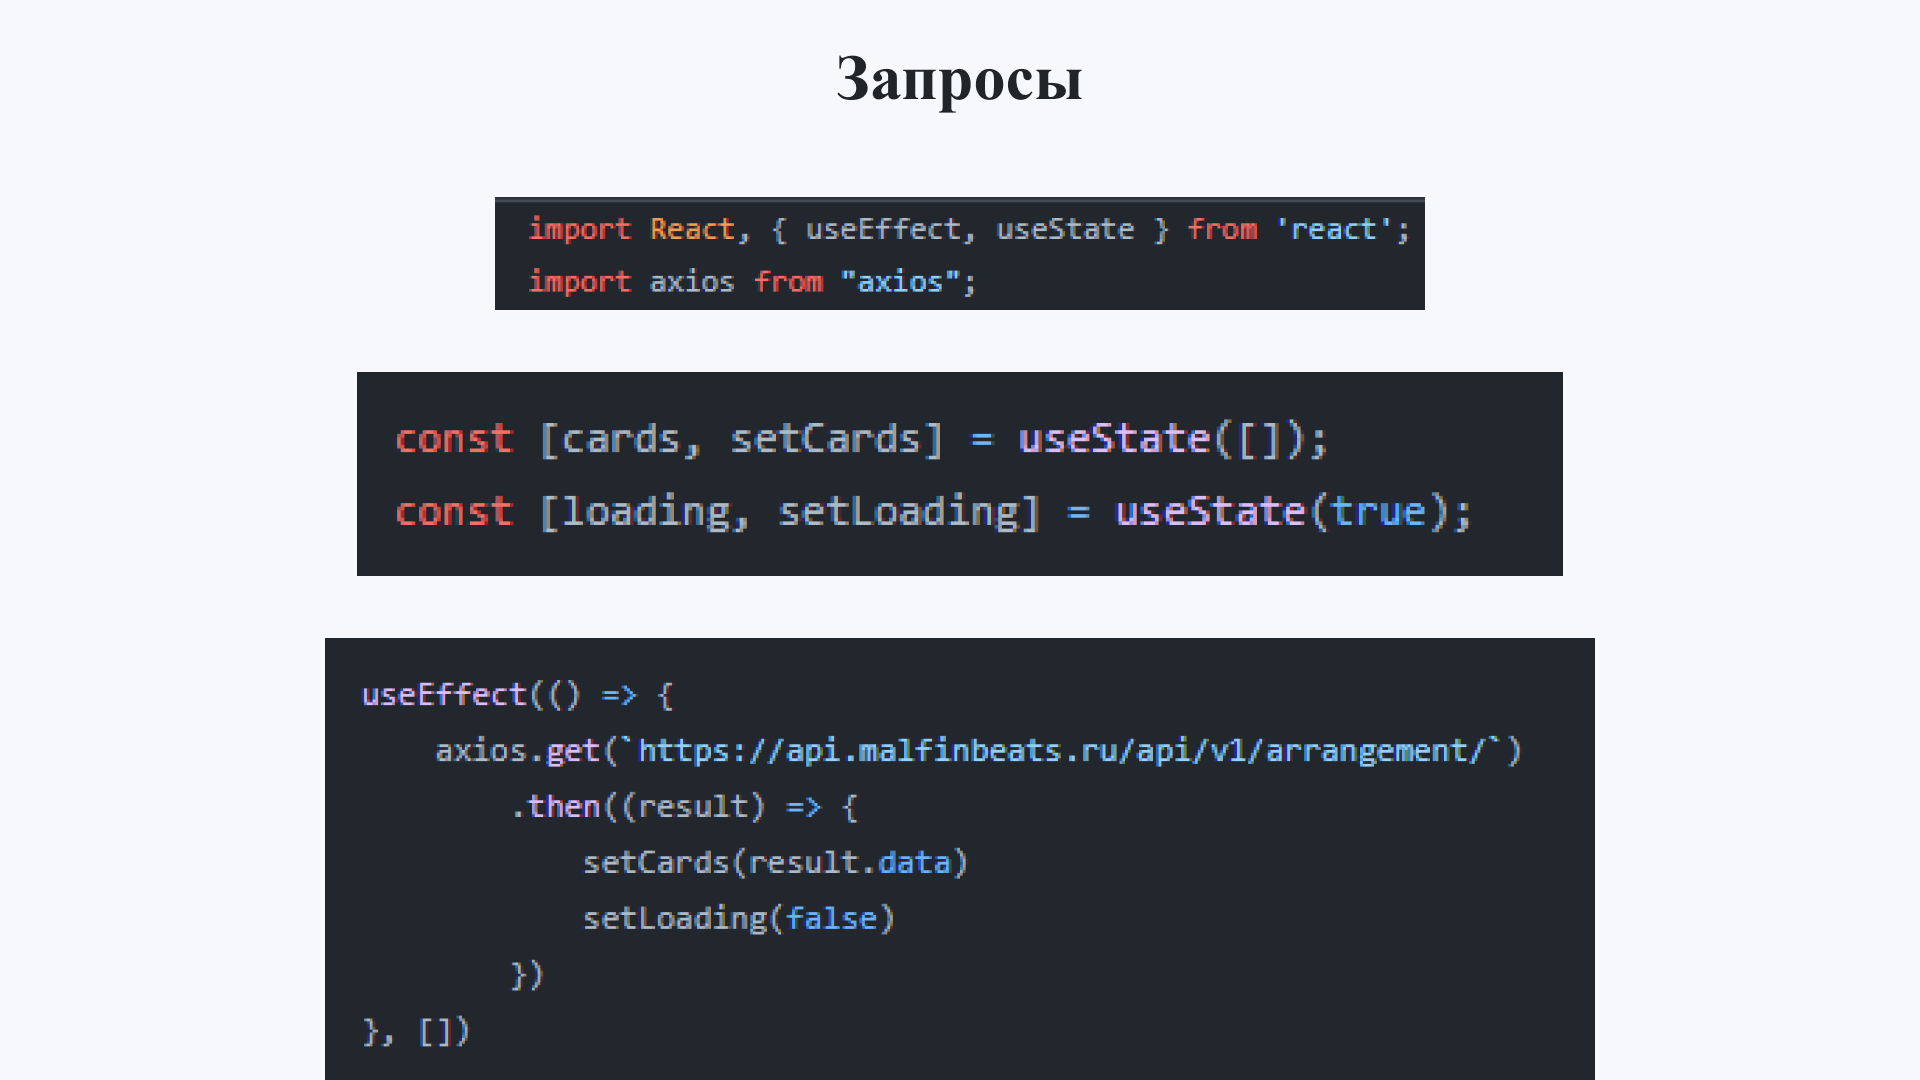 Запросы
import React, { useEffect, useState } from 'react';
import axios from "axios";
const [cards, setCards] = useState([]);
const [loading, setLoading] = useState(true);
useEffect(() => {
axios.get(`https://api.malfinbeats.ru/api/v1/arrangement/`)
.then((result) => {
setCards(result.data)
setLoading(false)
})
}, [])